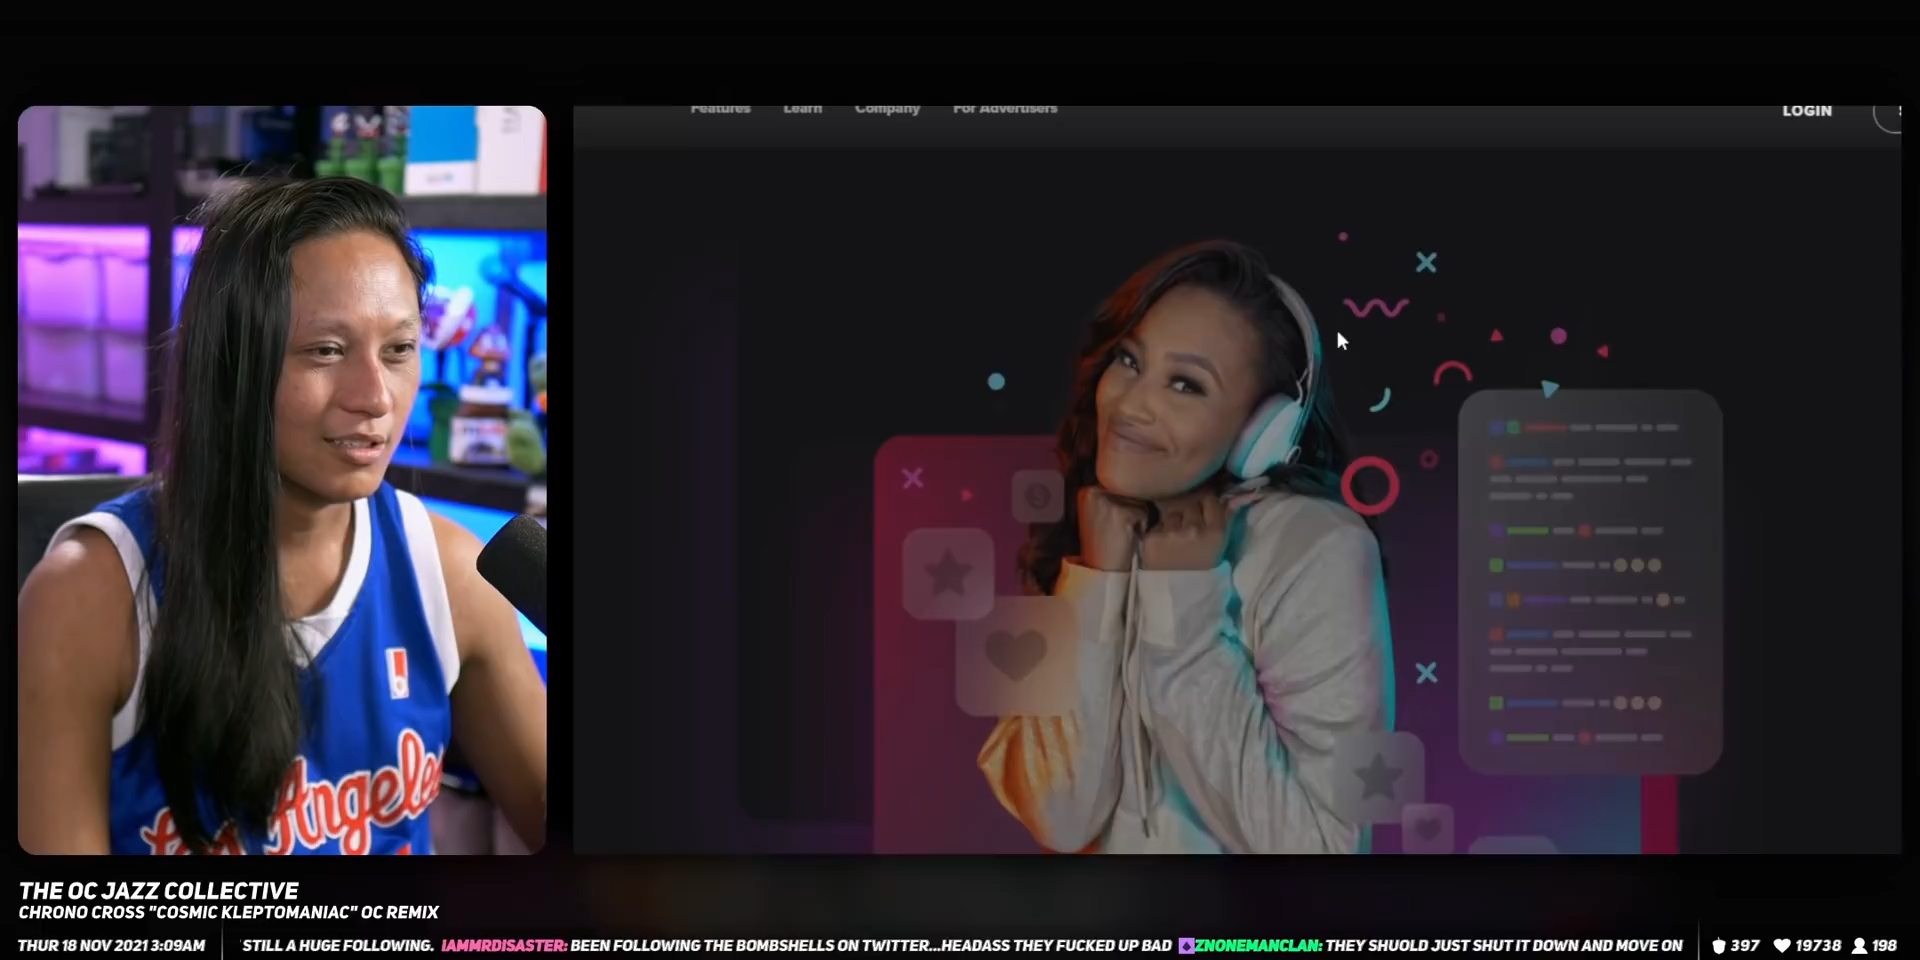 Features Learn Company For Advertisers
LOGIN
Los Angeles
THE OC JAZZ COLLECTIVE
CHRONO CROSS "COSMIC KLEPTOMANIAC" OC REMIX
THUR 18 NOV 2021 3:09AM
STILL A HUGE FOLLOWING. IAMMRDISASTER: BEEN FOLLOWING THE BOMBSHELLS ON TWITTER...HEADASS THEY FUCKED UP BAD ZNONEMANCLAN: THEY SHUOLD JUST SHUT IT DOWN AND MOVE ON
397 19738 198